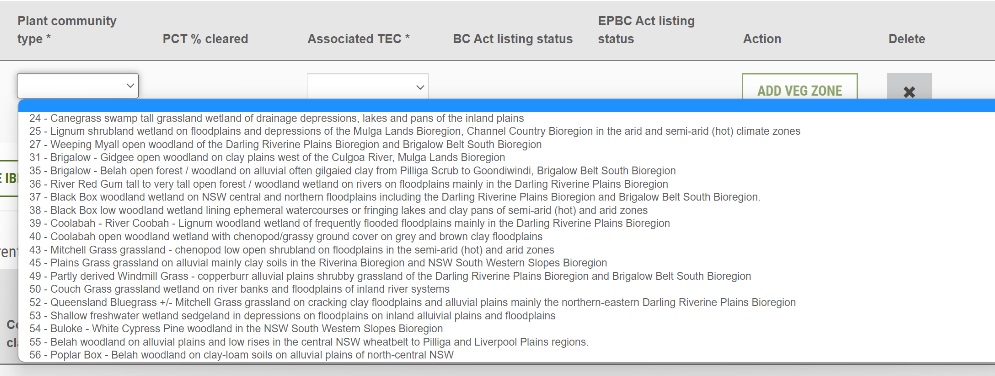 Plant community type * PCT % cleared Associated TEC * BC Act listing status EPBC Act listing status Action Delete
ADD VEG ZONE ✖
24 - Canegrass swamp tall grassland wetland of drainage depressions, lakes and pans of the inland plains
25 - Lignum shrubland wetland on floodplains and depressions of the Mulga Lands Bioregion, Channel Country Bioregion in the arid and semi-arid (hot) climate zones
27 - Weeping Myall open woodland of the Darling Riverine Plains Bioregion and Brigalow Belt South Bioregion
31 - Brigalow - Gidgee open woodland on clay plains west of the Culgoa River, Mulga Lands Bioregion
35 - Brigalow - Belah open forest / woodland on alluvial often gilgaied clay from Pilliga Scrub to Goondiwindi, Brigalow Belt South Bioregion
E IB
36 - River Red Gum tall to very tall open forest / woodland wetland on rivers on floodplains mainly in the Darling Riverine Plains Bioregion
37 - Black Box woodland wetland on NSW central and northern floodplains including the Darling Riverine Plains Bioregion and Brigalow Belt South Bioregion.
38 - Black Box low woodland wetland lining ephemeral watercourses or fringing lakes and clay pans of semi-arid (hot) and arid zones
39 - Coolabah - River Coobah - Lignum woodland wetland of frequently flooded floodplains mainly in the Darling Riverine Plains Bioregion
40 - Coolabah open woodland wetland with chenopod/grassy ground cover on grey and brown clay floodplains
ren
43 - Mitchell Grass grassland - chenopod low open shrubland on floodplains in the semi-arid (hot) and arid zones
45 - Plains Grass grassland on alluvial mainly clay soils in the Riverina Bioregion and NSW South Western Slopes Bioregion
49 - Partly derived Windmill Grass - copperburr alluvial plains shrubby grassland of the Darling Riverine Plains Bioregion and Brigalow Belt South Bioregion
50 - Couch Grass grassland wetland on river banks and floodplains of inland river systems
52 - Queensland Bluegrass +/- Mitchell Grass grassland on cracking clay floodplains and alluvial plains mainly the northern-eastern Darling Riverine Plains Bioregion
53 - Shallow freshwater wetland sedgeland in depressions on floodplains on inland alluivial plains and floodplains
Co
54 - Buloke - White Cypress Pine woodland in the NSW South Western Slopes Bioregion
cl
55 - Belah woodland on alluvial plains and low rises in the central NSW wheatbelt to Pilliga and Liverpool Plains regions.
56 - Poplar Box - Belah woodland on clay-loam soils on alluvial plains of north-central NSW